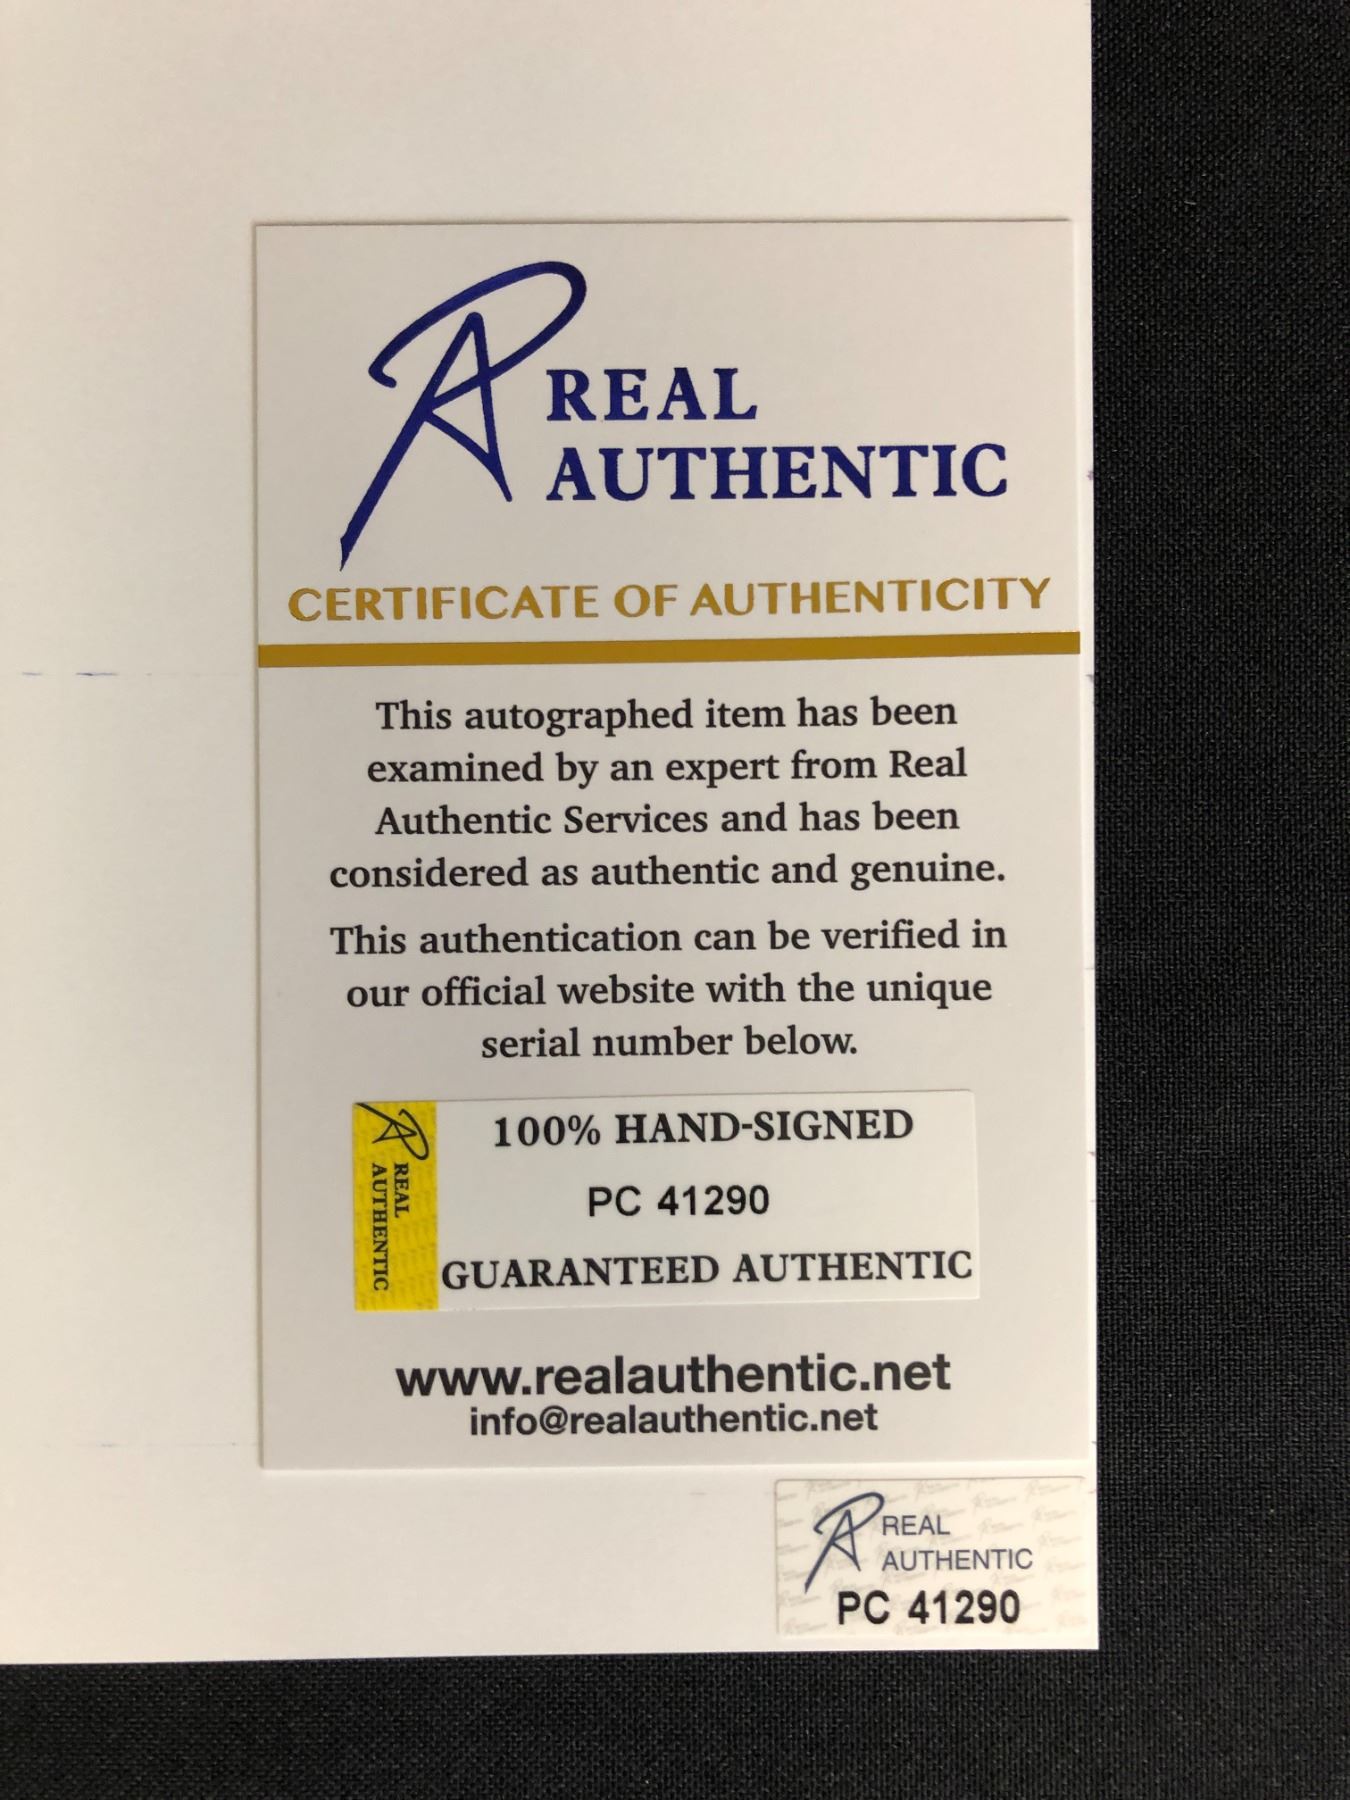 REAL
AUTHENTIC
CERTIFICATE OF AUTHENTICITY
This autographed item has been
examined by an expert from Real
Authentic Services and has been
considered as authentic and genuine.
This authentication can be verified in
our official website with the unique
serial number below.
REAL
AUTHENTIC
100% HAND-SIGNED
PC 41290
GUARANTEED AUTHENTIC
www.realauthentic.net
info@realauthentic.net
REAL
AUTHENTIC
PC 41290